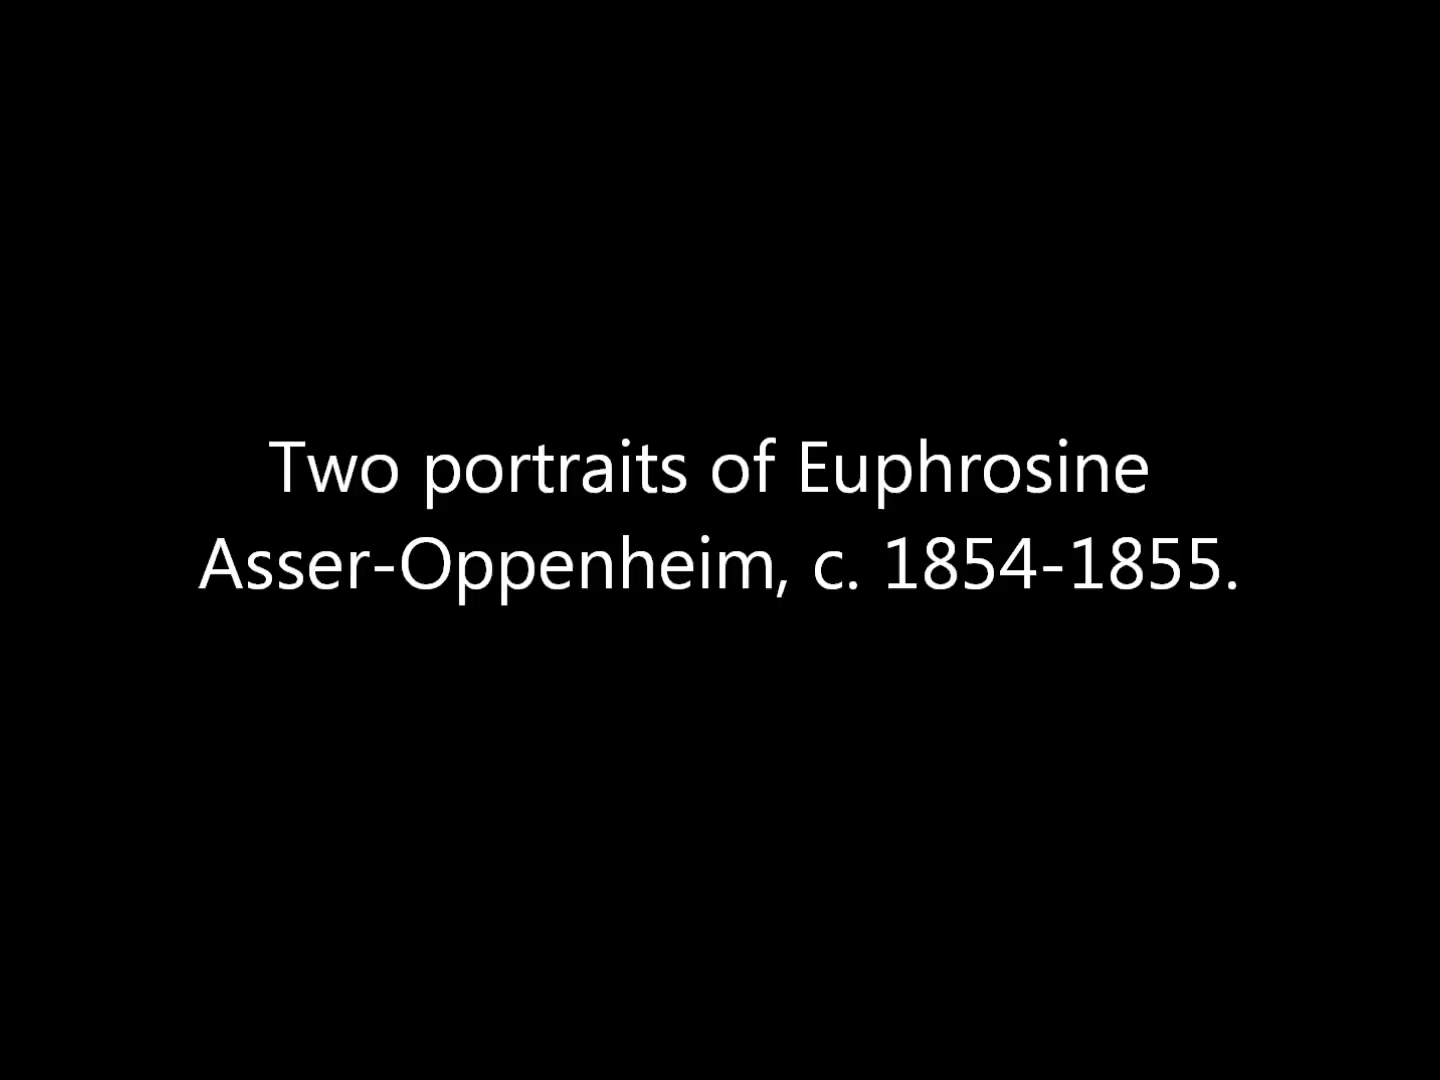 Two portraits of Euphrosine
Asser-Oppenheim, c. 1854-1855.